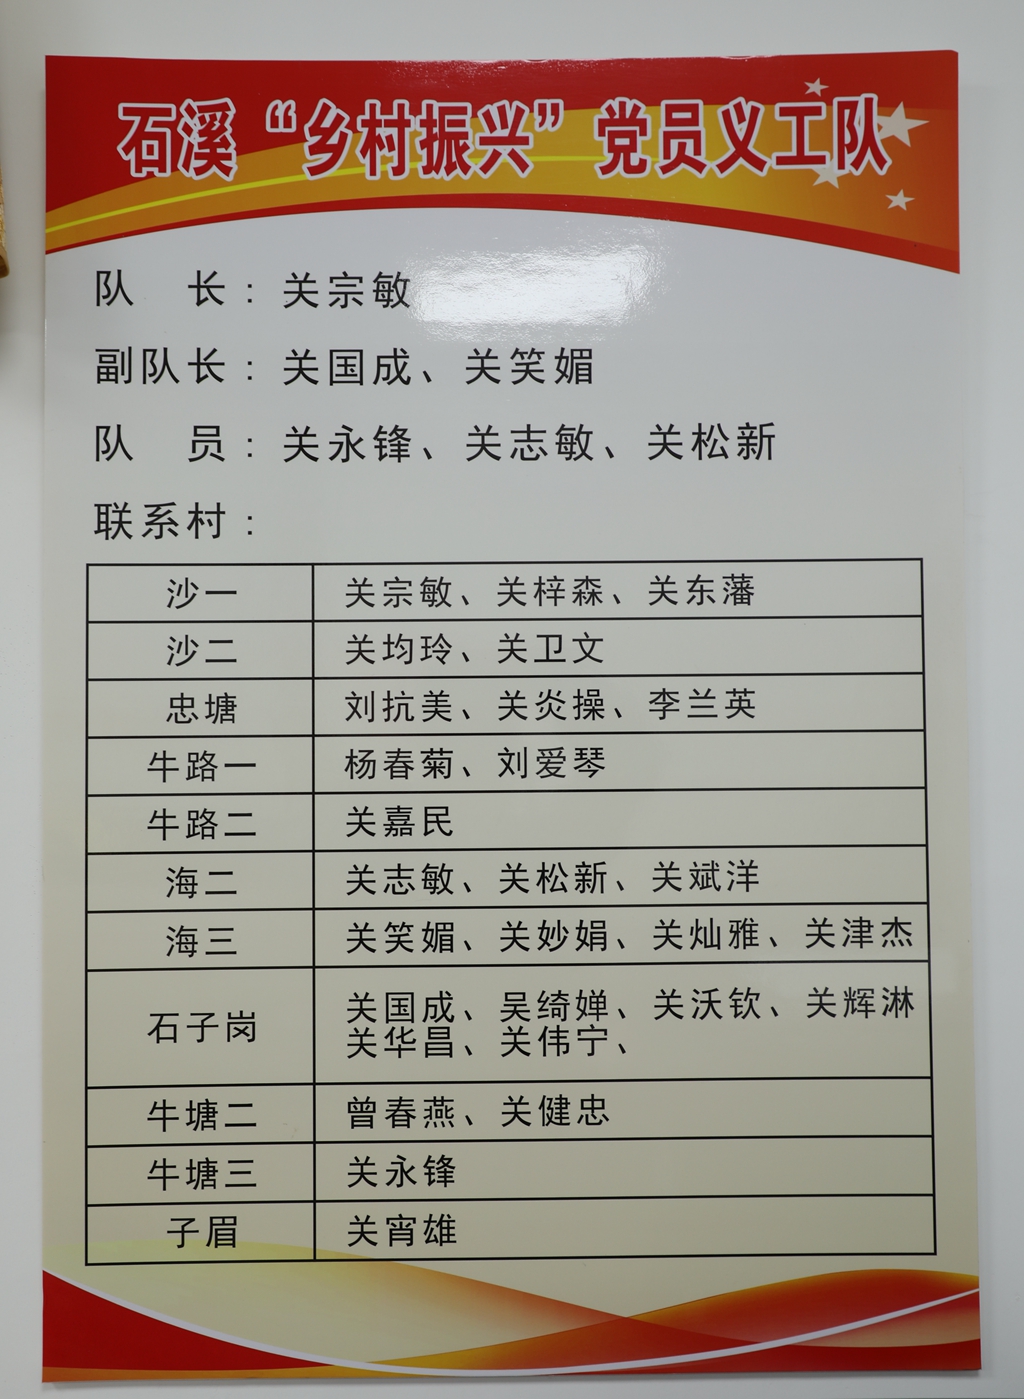 石溪“乡村振兴”党员义工队
队 长：关宗敏
副队长：关国成、关笑媚
队 员：关永锋、关志敏、关松新
联系村：
沙一 关宗敏、关梓森、关东藩
沙二 关均玲、关卫文
忠塘 刘抗美、关炎操、李兰英
牛路一 杨春菊、刘爱琴
牛路二 关嘉民
海二 关志敏、关松新、关斌洋
海三 关笑媚、关妙娟、关灿雅、关津杰
石子岗 关国成、吴绮婵、关沃钦、关辉淋
关华昌、关伟宁、
牛塘二 曾春燕、关健忠
牛塘三 关永锋
子眉 关宵雄